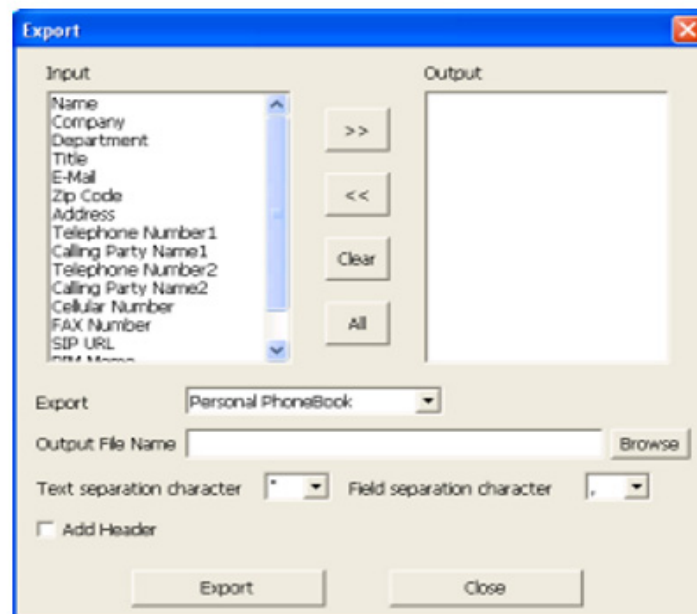 Export
Input
Output
Name
Company
Department
Title
E-Mail
Zip Code
Address
Telephone Number1
Calling Party Name1
Telephone Number2
Calling Party Name2
Cellular Number
FAX Number
SIP URL
>>
<<
Clear
All
Export
Personal PhoneBook
Output File Name
Browse
Text separation character " Field separation character ,
Add Header
Export
Close